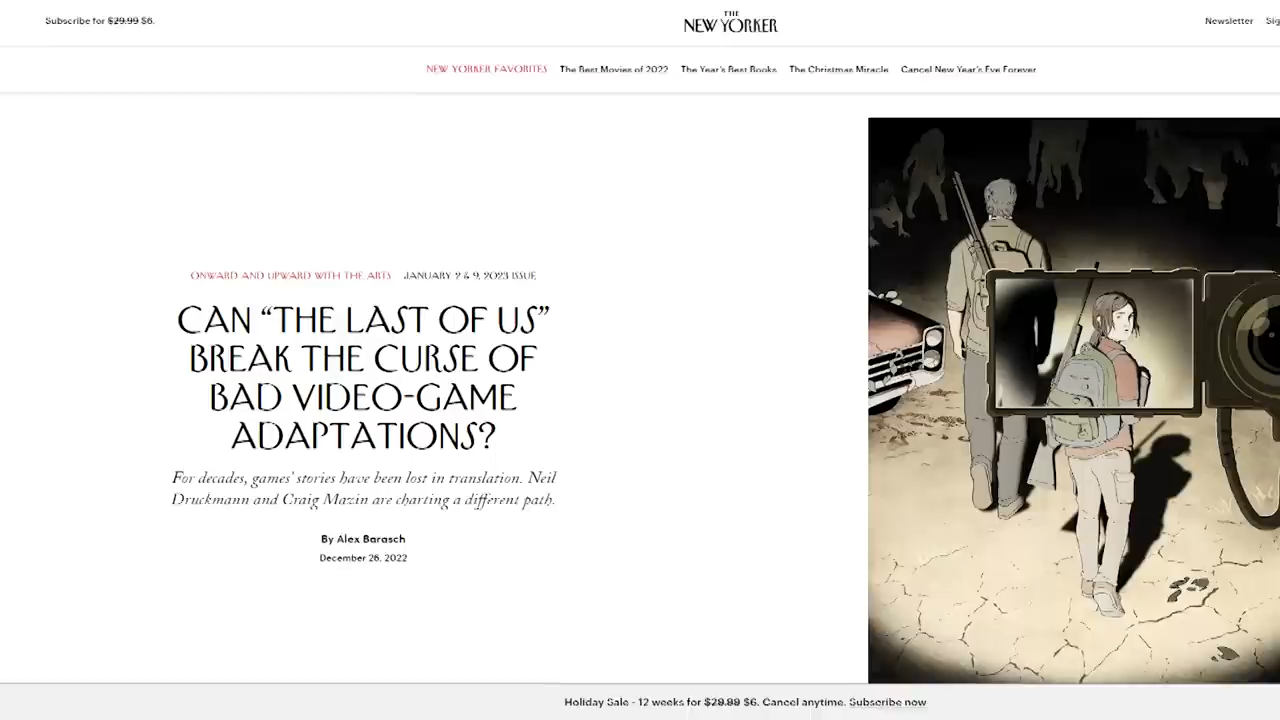 Subscribe for $29.99 $6.
THE
NEW YORKER
Newsletter
NEW YORKER FAVORITES The Best Movies of 2022 The Year's Best Books The Christmas Miracle Cancel New Year's Eve Forever
ONWARD AND UPWARD WITH THE ARTS JANUARY 2 & 9, 2023 ISSUE
CAN “THE LAST OF US”
BREAK THE CURSE OF
BAD VIDEO-GAME
ADAPTATIONS?
For decades, games’ stories have been lost in translation. Neil
Druckmann and Craig Mazin are charting a different path.
By Alex Barasch
December 26, 2022
Holiday Sale - 12 weeks for $29.99 $6. Cancel anytime. Subscribe now